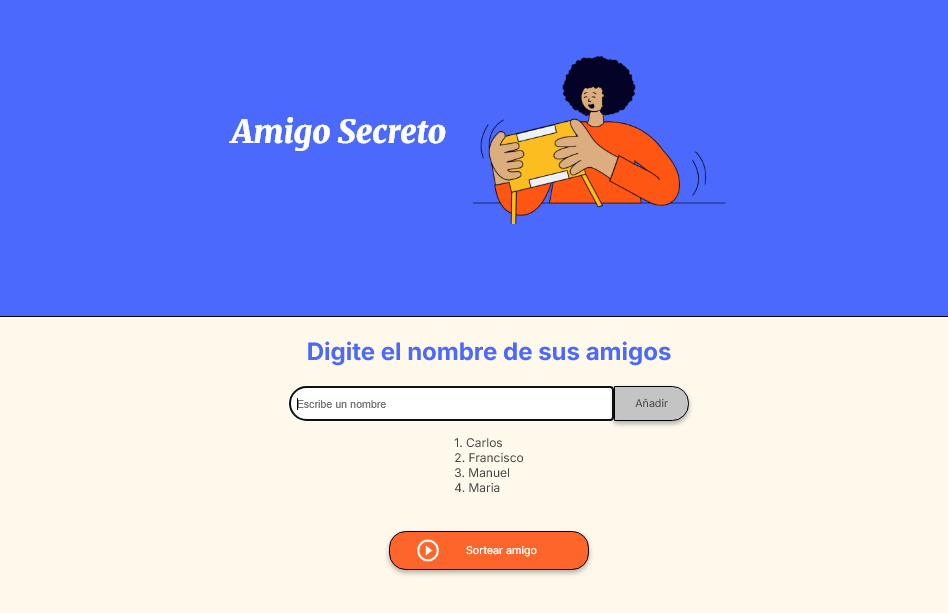 Amigo Secreto
Digite el nombre de sus amigos
Escribe un nombre
Añadir
1. Carlos
2. Francisco
3. Manuel
4. Maria
Sortear amigo